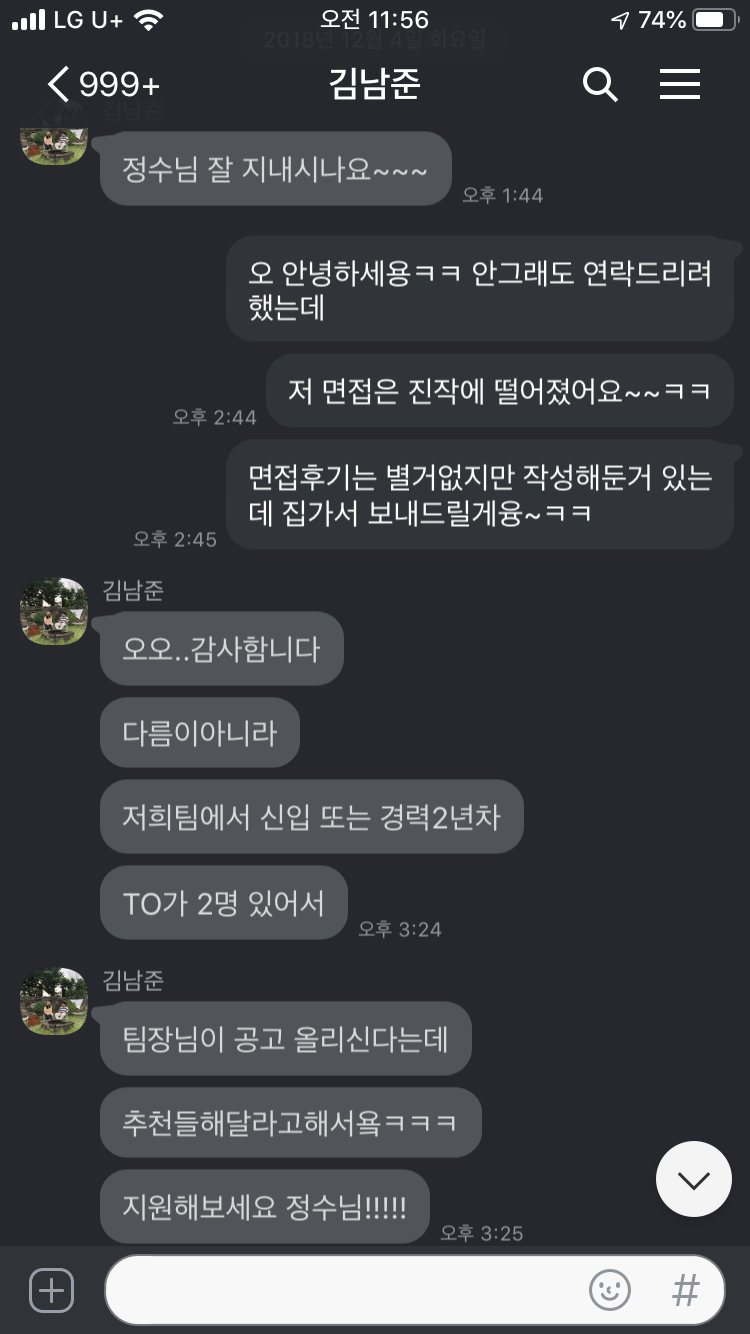 LG U+ 오전 11:56 74%
2018년 12월 4일 화요일
999+ 김남준
김남준
정수님 잘 지내시나요~~~
오후 1:44
오 안녕하세용ㅋㅋ 안그래도 연락드리려
했는데
저 면접은 진작에 떨어졌어요~~ㅋㅋ
오후 2:44
면접후기는 별거없지만 작성해둔거 있는
데 집가서 보내드릴게융~ㅋㅋ
오후 2:45
김남준
오오..감사함니다
다름이아니라
저희팀에서 신입 또는 경력2년차
TO가 2명 있어서
오후 3:24
김남준
팀장님이 공고 올리신다는데
추천들해달라고해서욬ㅋㅋㅋ
지원해보세요 정수님!!!!!
오후 3:25
#